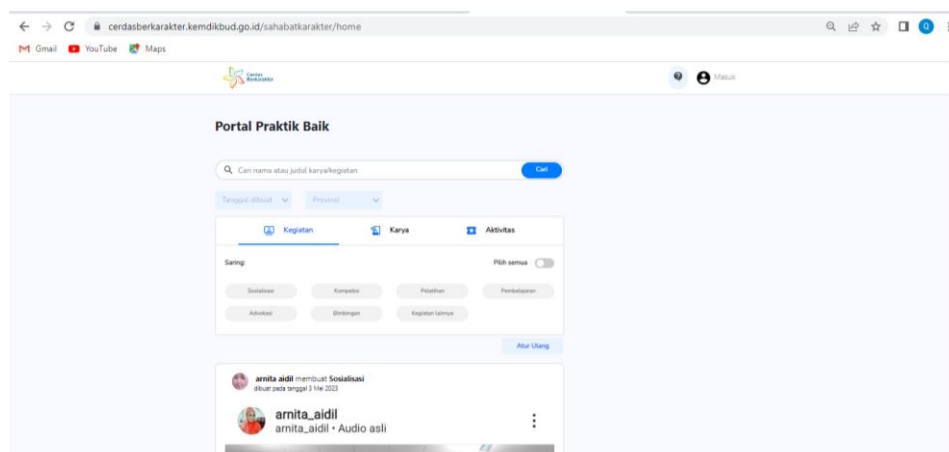 cerdasberkarakter.kemdikbud.go.id/sahabatkarakter/home
Q
Gmail YouTube Maps
Cerdas
Berkarakter
Masuk
Portal Praktik Baik
Cari nama atau judul karya/kegiatan
Cari
Tanggal dibuat Provinsi
Kegiatan Karya Aktivitas
Saring: Pilih semua
Sosialisasi Kompetisi Pelatihan Pembelajaran
Advokasi Bimbingan Kegiatan lainnya
Atur Ulang
arnita aidil membuat Sosialisasi
dibuat pada tanggal 3 Mei 2023
arnita_aidil
arnita_aidil • Audio asli